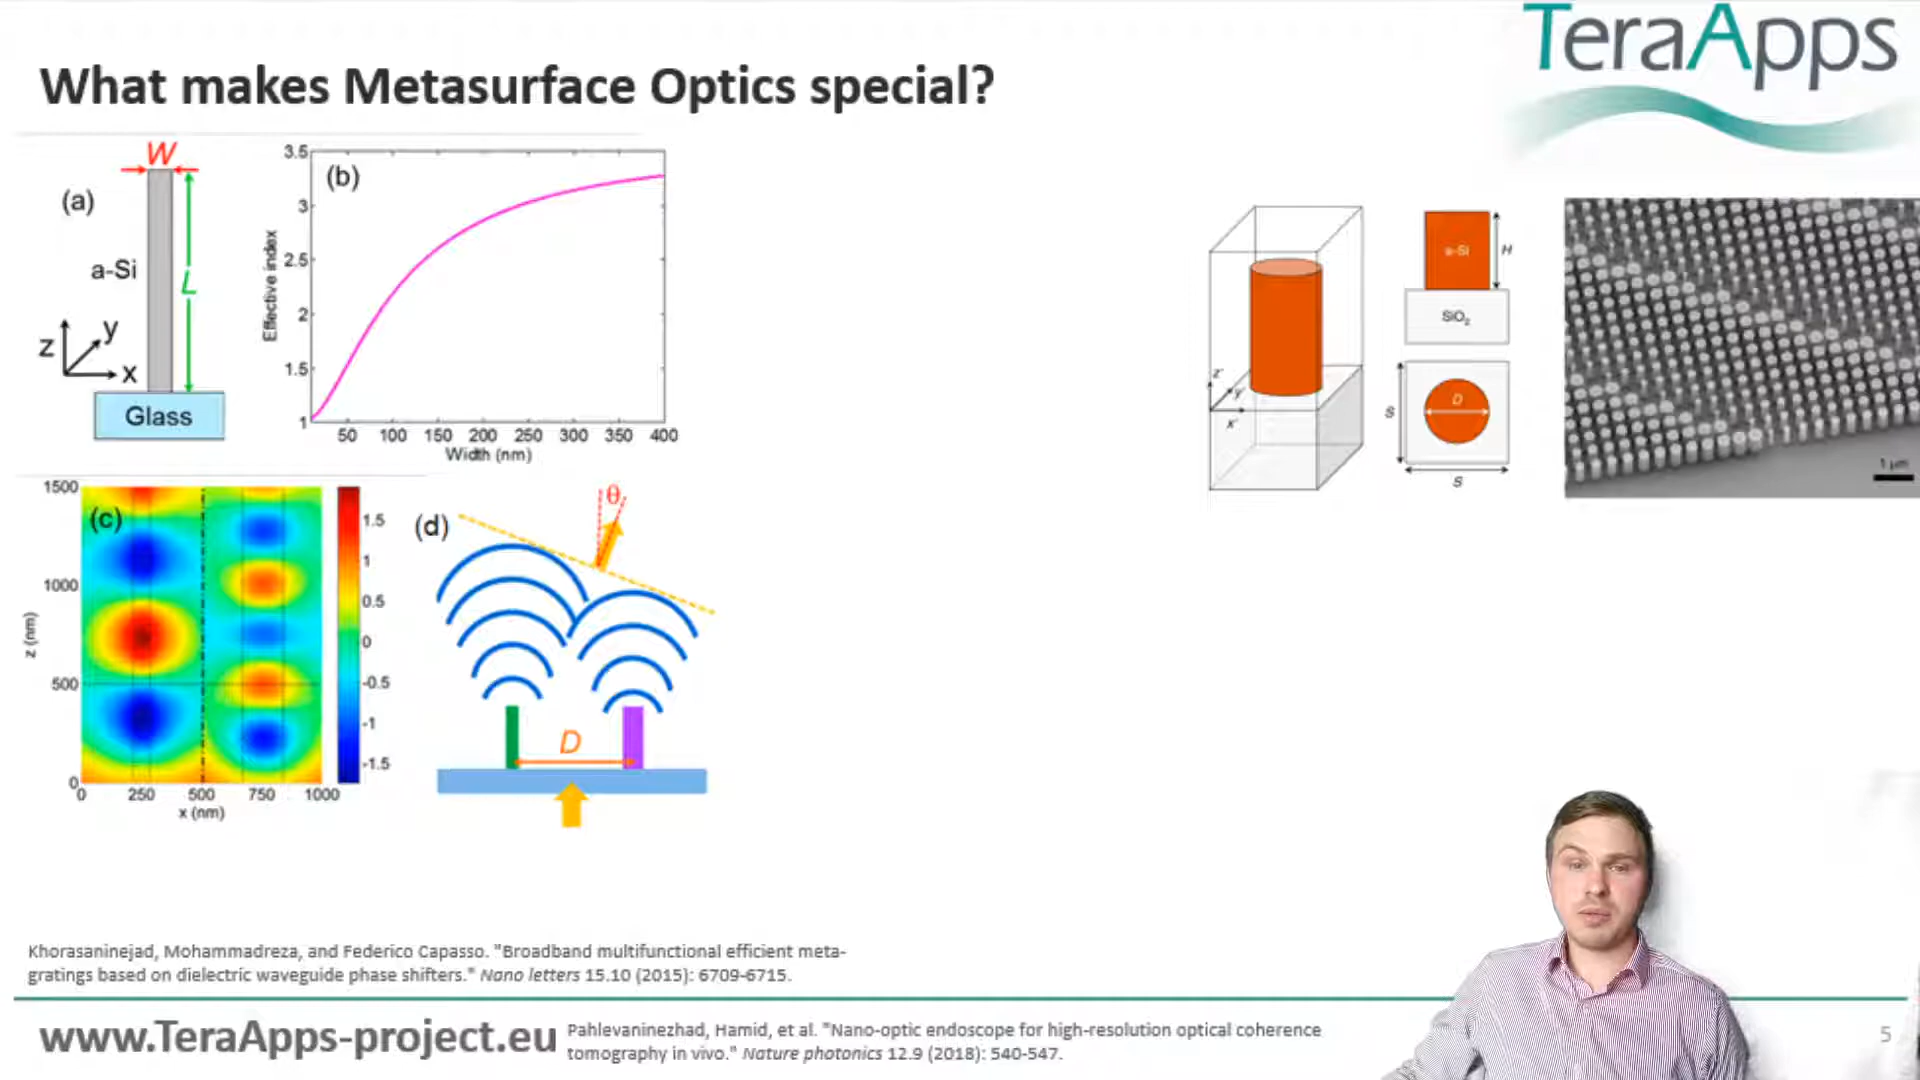 TeraApps
What makes Metasurface Optics special?
W
(a)
a-Si
L
z
y
x
Glass
(b)
3.5
3
2.5
2
1.5
1
Effective index
50 100 150 200 250 300 350 400
Width (nm)
a-Si
H
SiO2
D
S
S
z'
y'
x'
1 µm
(c)
1500
1000
500
0
z (nm)
0 250 500 750 1000
x (nm)
1.5
1
0.5
0
-0.5
-1
-1.5
(d)
θ
D
Khorasaninejad, Mohammadreza, and Federico Capasso. "Broadband multifunctional efficient meta-
gratings based on dielectric waveguide phase shifters." Nano letters 15.10 (2015): 6709-6715.
www.TeraApps-project.eu
Pahlevaninezhad, Hamid, et al. "Nano-optic endoscope for high-resolution optical coherence
tomography in vivo." Nature photonics 12.9 (2018): 540-547.
5